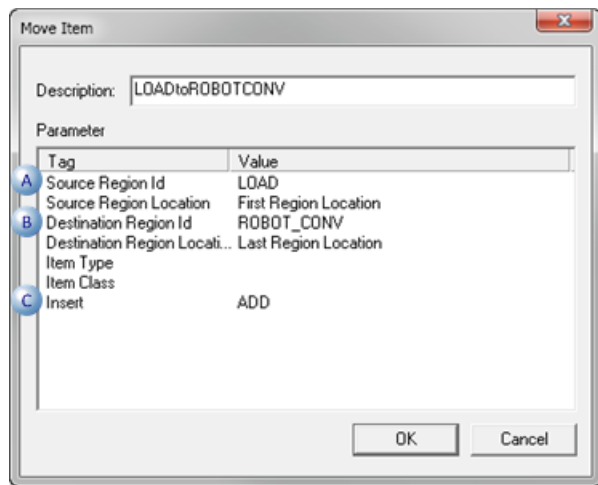 Move Item
Description: LOADtoROBOTCONV
Parameter
Tag Value
A Source Region Id LOAD
Source Region Location First Region Location
B Destination Region Id ROBOT_CONV
Destination Region Locati... Last Region Location
Item Type
Item Class
C Insert ADD
OK Cancel